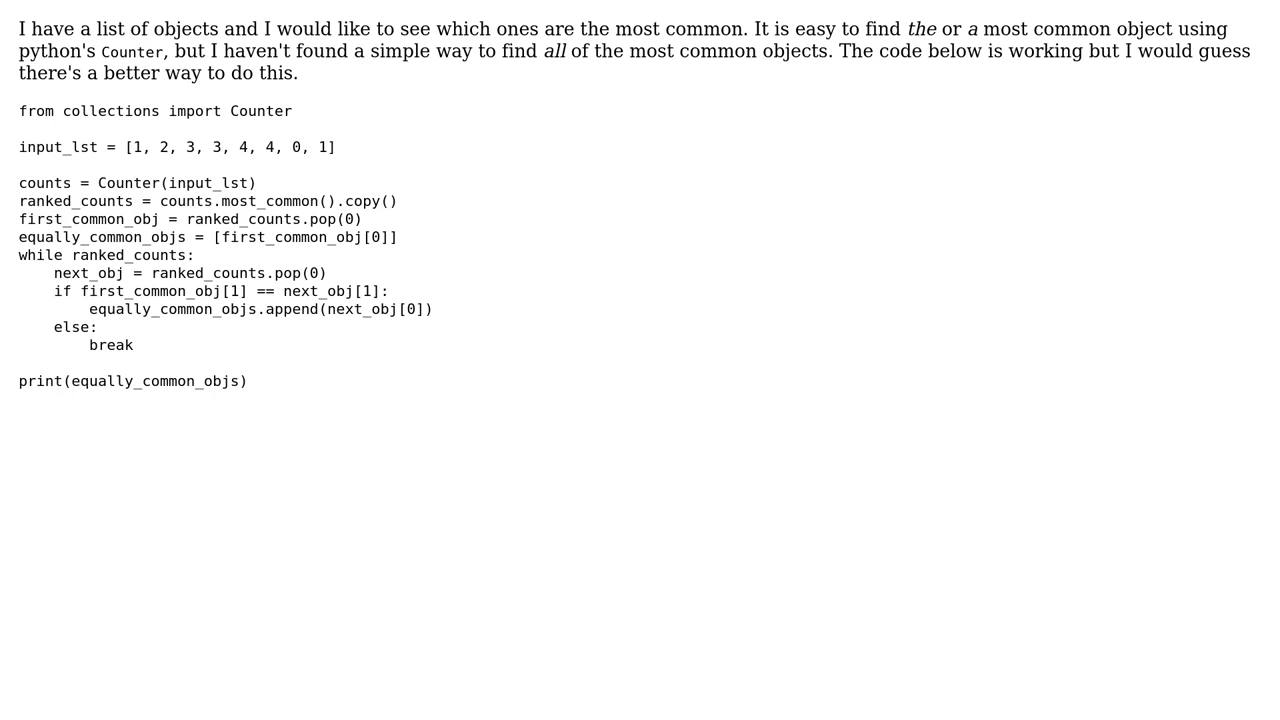 I have a list of objects and I would like to see which ones are the most common. It is easy to find the or a most common object using
python's Counter, but I haven't found a simple way to find all of the most common objects. The code below is working but I would guess
there's a better way to do this.
from collections import Counter
input_lst = [1, 2, 3, 3, 4, 4, 0, 1]
counts = Counter(input_lst)
ranked_counts = counts.most_common().copy()
first_common_obj = ranked_counts.pop(0)
equally_common_objs = [first_common_obj[0]]
while ranked_counts:
    next_obj = ranked_counts.pop(0)
    if first_common_obj[1] == next_obj[1]:
        equally_common_objs.append(next_obj[0])
    else:
        break
print(equally_common_objs)